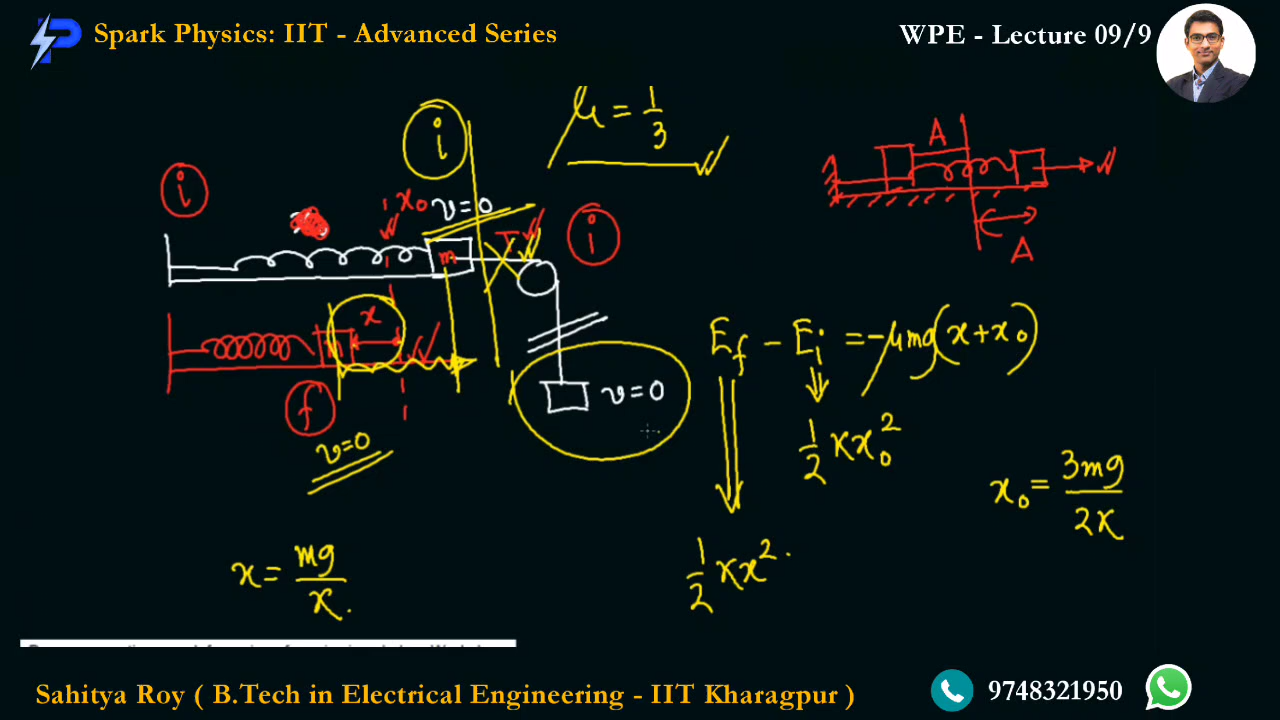 Spark Physics: IIT - Advanced Series
WPE - Lecture 09/9
i
μ = 1/3
i
x₀
v=0
T
i
A
A
m
x
m
f
v=0
v=0
E_f - E_i = -μmg(x+x₀)
1/2 Kx₀²
x₀ = 3mg/2K
x = mg/K.
1/2 Kx².
Sahitya Roy ( B.Tech in Electrical Engineering - IIT Kharagpur )
9748321950